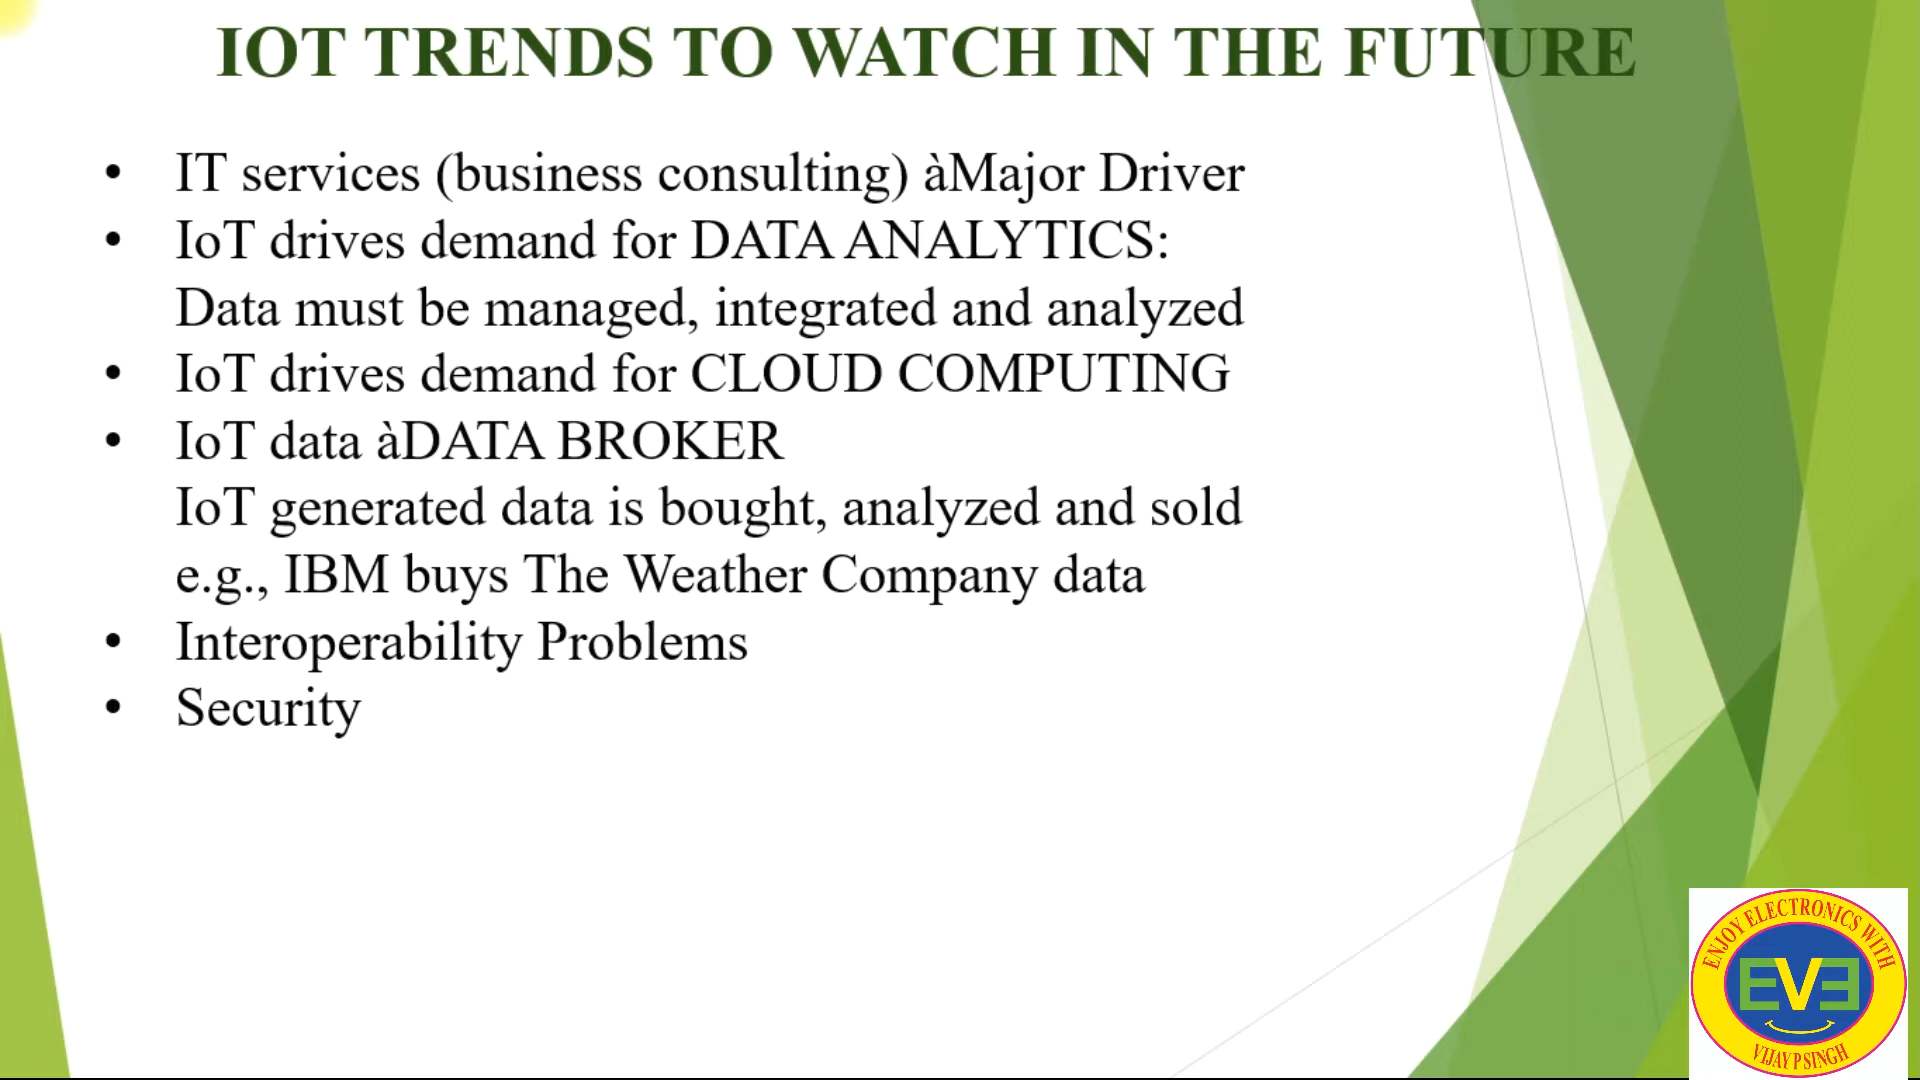 IOT TRENDS TO WATCH IN THE FUTURE
• IT services (business consulting) àMajor Driver
• IoT drives demand for DATA ANALYTICS:
Data must be managed, integrated and analyzed
• IoT drives demand for CLOUD COMPUTING
• IoT data àDATA BROKER
IoT generated data is bought, analyzed and sold
e.g., IBM buys The Weather Company data
• Interoperability Problems
• Security
ENJOY ELECTRONICS WITH
EVE
VIJAY P SINGH